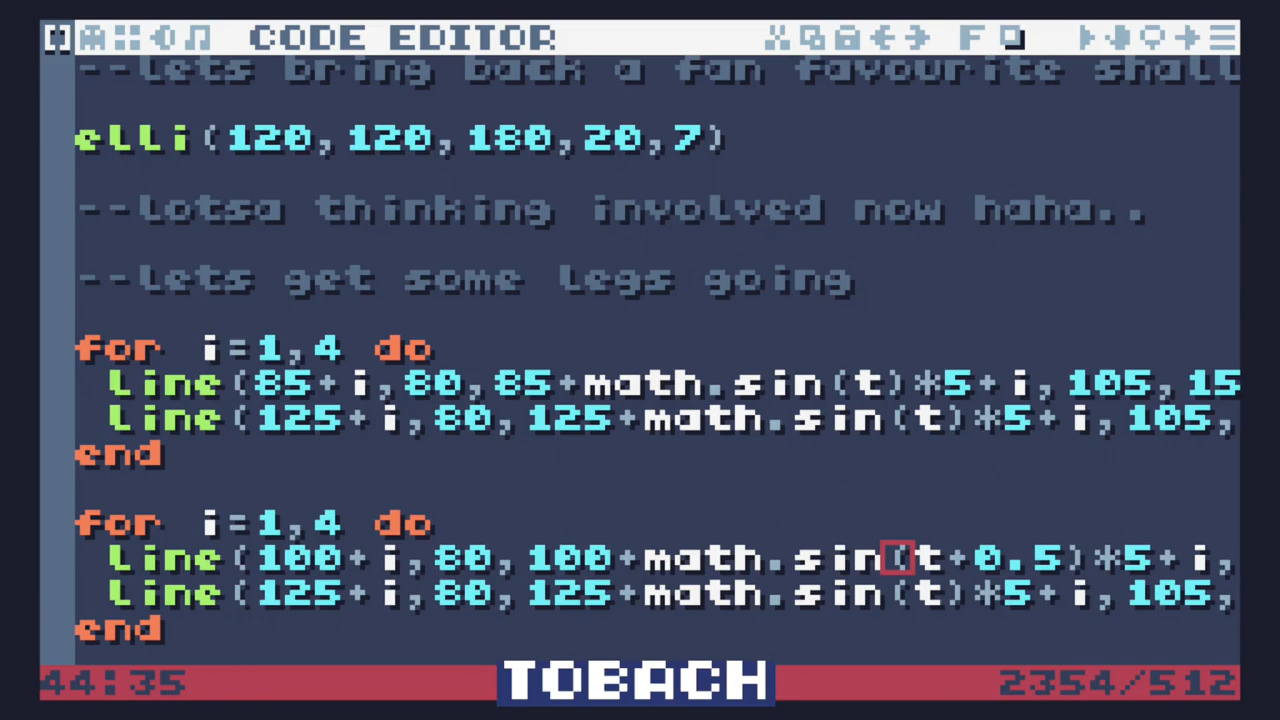 CODE EDITOR F
--Lets bring back a fan favourite shall
elli(120,120,180,20,7)
--Lotsa thinking involved now haha..
--Lets get some legs going
for i=1,4 do
line(85+i,80,85+math.sin(t)*5+i,105,15
line(125+i,80,125+math.sin(t)*5+i,105,
end
for i=1,4 do
line(100+i,80,100+math.sin(t+0.5)*5+i,
line(125+i,80,125+math.sin(t)*5+i,105,
end
44:35 TOBACH 2354/512